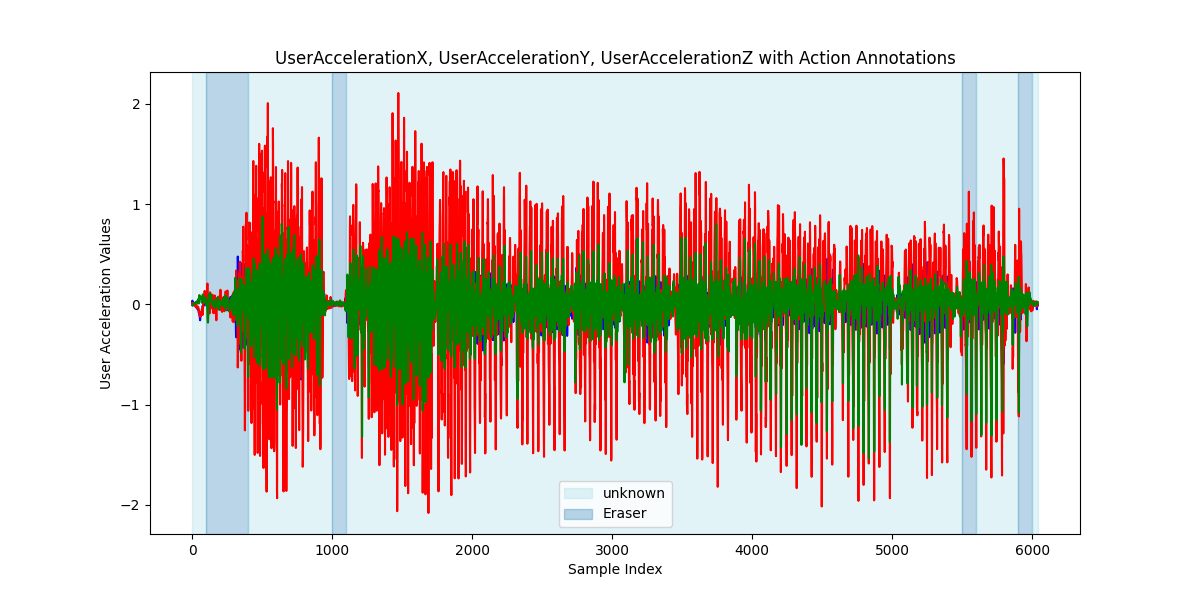 UserAccelerationX, UserAccelerationY, UserAccelerationZ with Action Annotations
User Acceleration Values
2
1
0
−1
−2
unknown
Eraser
0 1000 2000 3000 4000 5000 6000
Sample Index